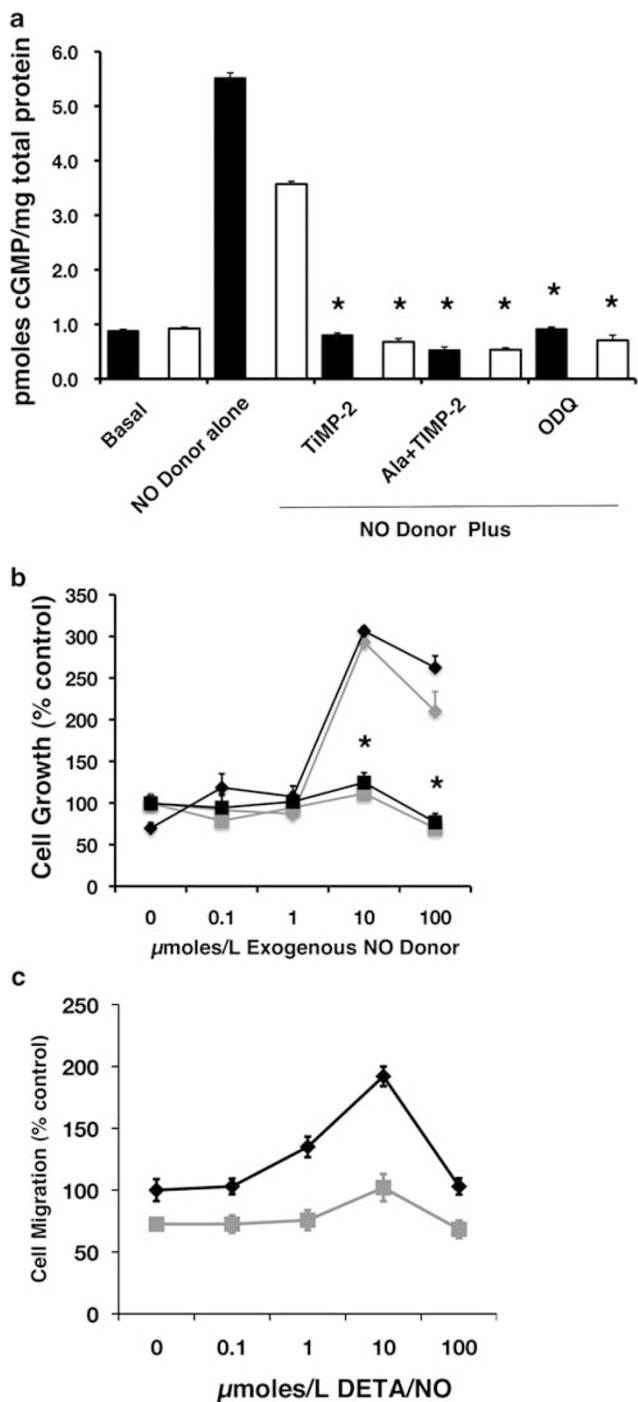 a
pmoles cGMP/mg total protein
6.0
5.0
4.0
3.0
2.0
1.0
0.0
* * * * * *
Basal
NO Donor alone
TiMP-2
Ala+TIMP-2
ODQ
NO Donor Plus
b
Cell Growth (% control)
350
300
250
200
150
100
50
0
*
*
0 0.1 1 10 100
µmoles/L Exogenous NO Donor
c
Cell Migration (% control)
250
200
150
100
50
0
0 0.1 1 10 100
µmoles/L DETA/NO